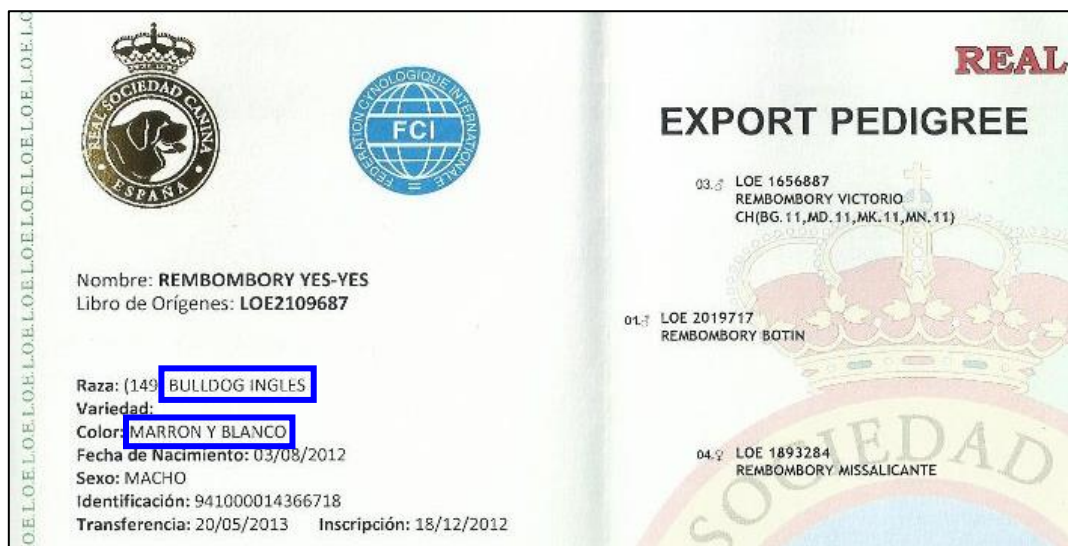 L.O.E.L.O.E.L.O.E.L.O.E.L.O.E.L.O.E.L.O.E.L.O.E.L.O.E
REAL SOCIEDAD CANINA
ESPAÑA
FEDERATION CYNOLOGIQUE INTERNATIONALE
FCI
Nombre: REMBOMBORY YES-YES
Libro de Orígenes: LOE2109687
Raza: (149 BULLDOG INGLES
Variedad:
Color: MARRON Y BLANCO
Fecha de Nacimiento: 03/08/2012
Sexo: MACHO
Identificación: 941000014366718
Transferencia: 20/05/2013 Inscripción: 18/12/2012
REAL
EXPORT PEDIGREE
03.♂ LOE 1656887
REMBOMBORY VICTORIO
CH(BG.11,MD.11,MK.11,MN.11)
01.♂ LOE 2019717
REMBOMBORY BOTIN
04.♀ LOE 1893284
REMBOMBORY MISSALICANTE
SOCIEDAD